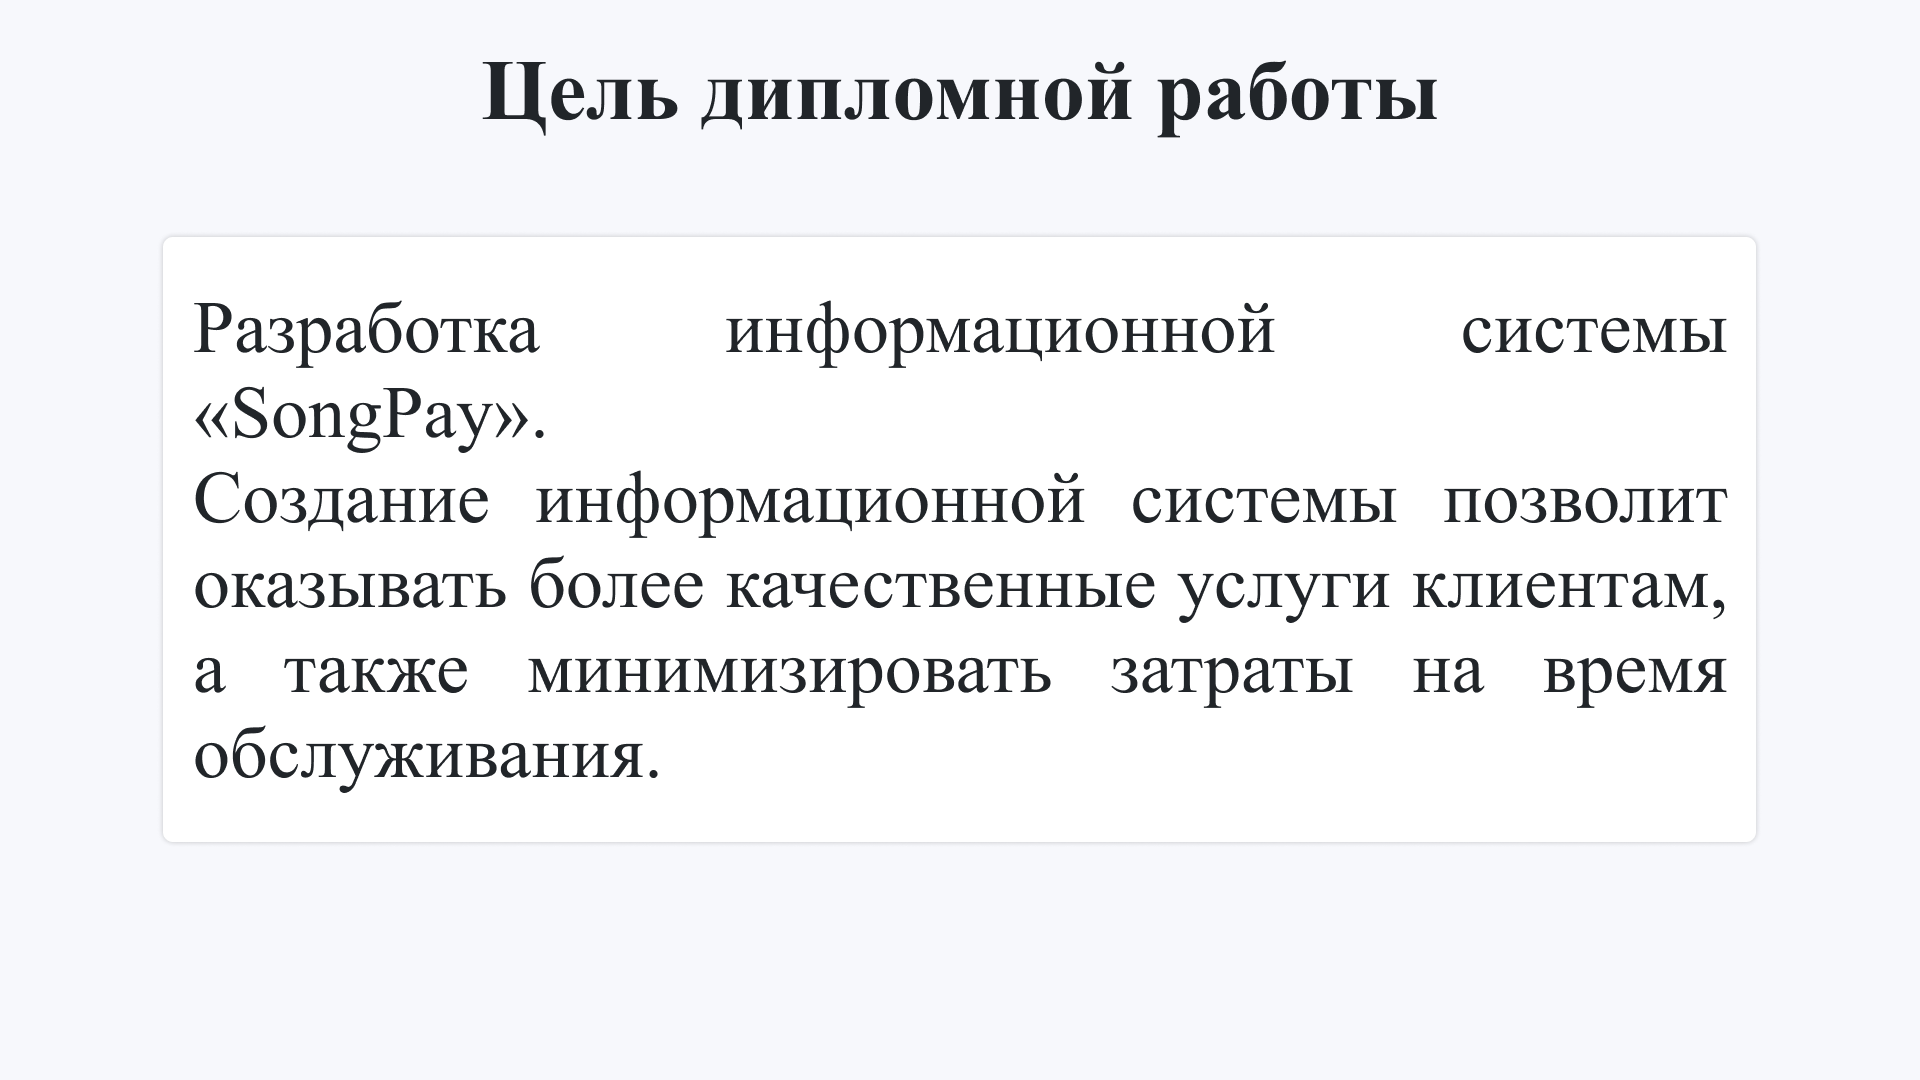 Цель дипломной работы
Разработка информационной системы
«SongPay».
Создание информационной системы позволит
оказывать более качественные услуги клиентам,
а также минимизировать затраты на время
обслуживания.